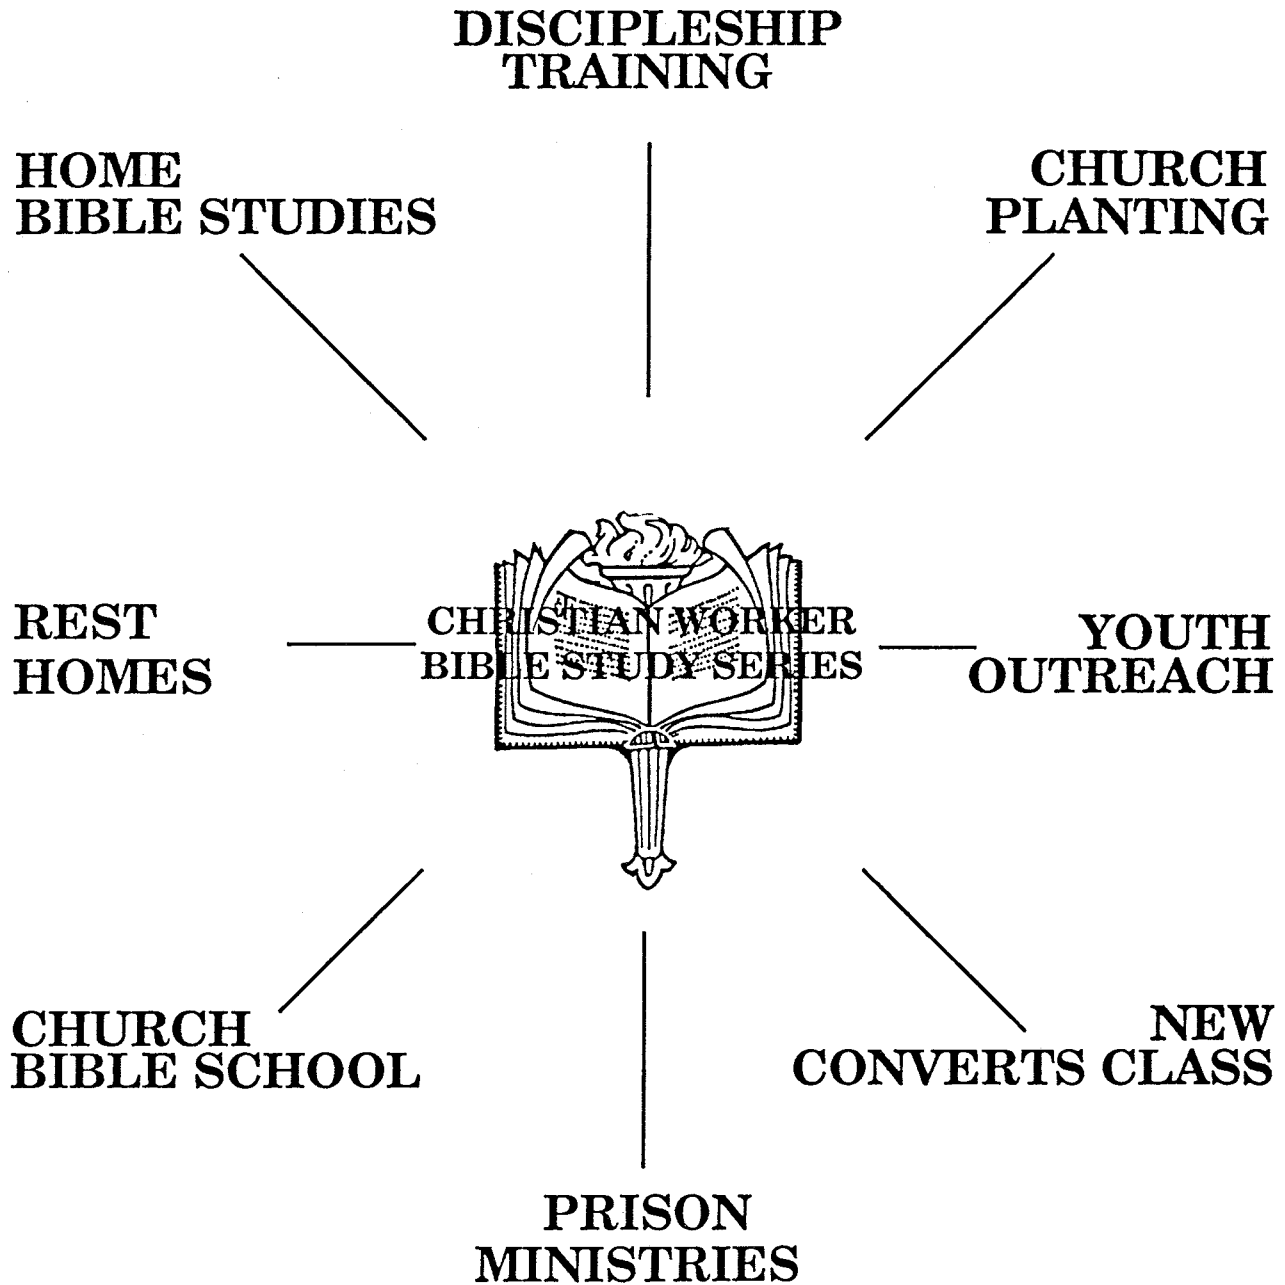 DISCIPLESHIP
TRAINING
HOME
BIBLE STUDIES
CHURCH
PLANTING
REST
HOMES
CHRISTIAN WORKER
BIBLE STUDY SERIES
YOUTH
OUTREACH
CHURCH
BIBLE SCHOOL
NEW
CONVERTS CLASS
PRISON
MINISTRIES